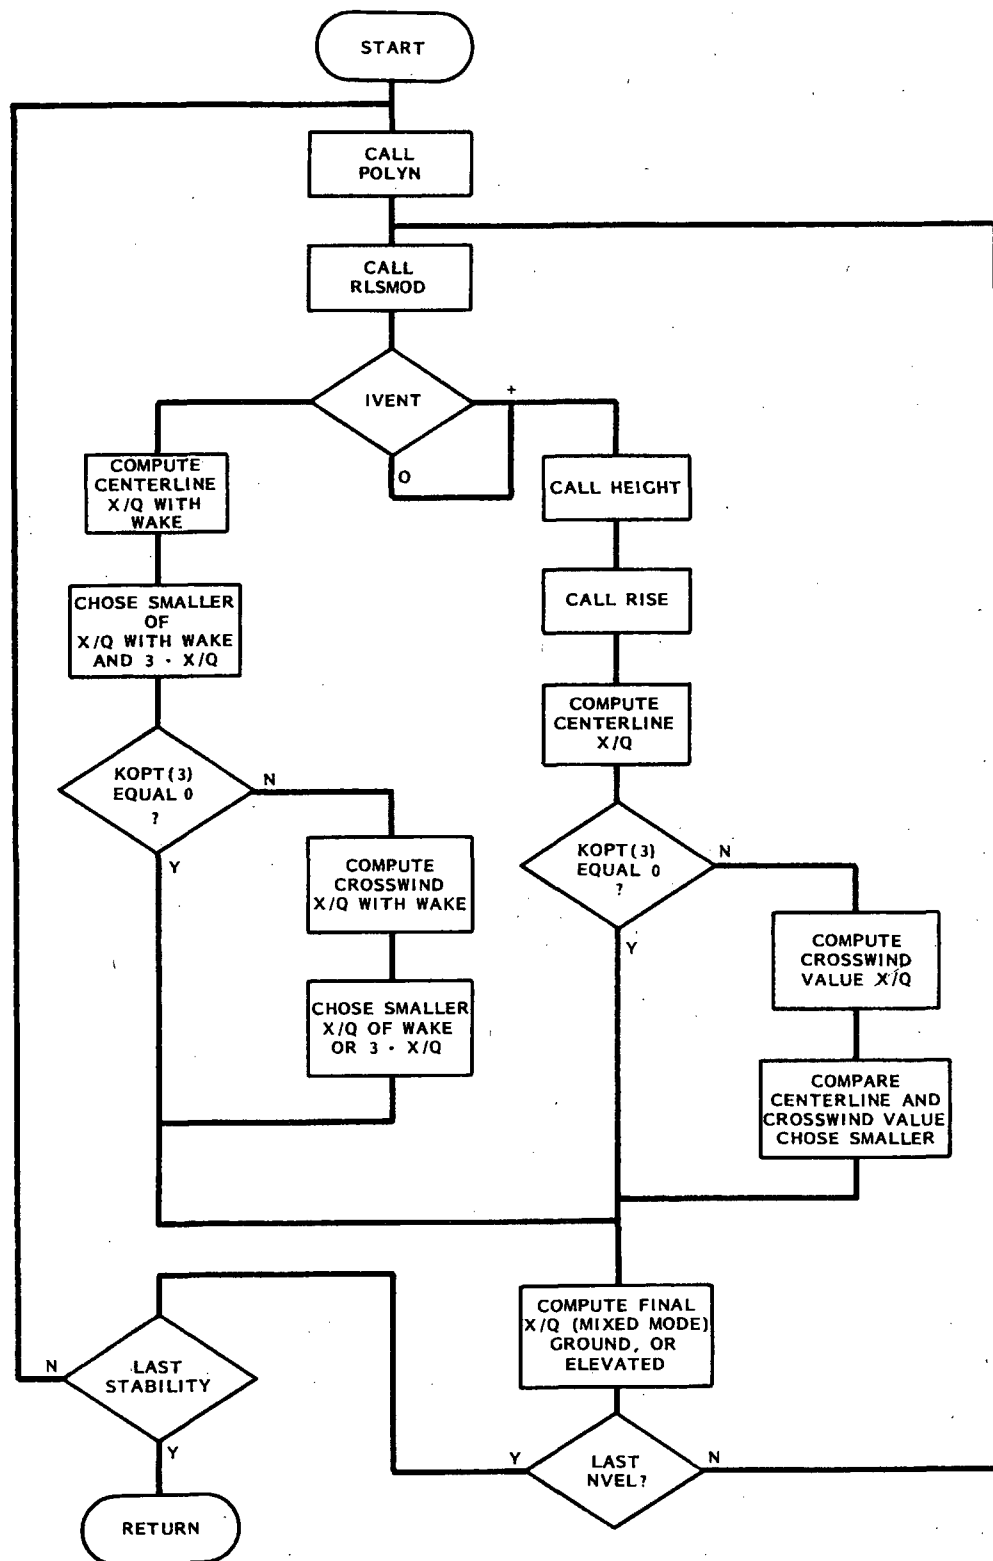 START
CALL
POLYN
CALL
RLSMOD
IVENT
+
O
COMPUTE
CENTERLINE
X/Q WITH
WAKE
CALL HEIGHT
CHOSE SMALLER
OF
X/Q WITH WAKE
AND 3 · X/Q
CALL RISE
COMPUTE
CENTERLINE
X/Q
KOPT(3)
EQUAL 0
?
N
Y
COMPUTE
CROSSWIND
X/Q WITH WAKE
CHOSE SMALLER
X/Q OF WAKE
OR 3 · X/Q
KOPT(3)
EQUAL 0
?
N
Y
COMPUTE
CROSSWIND
VALUE X/Q
COMPARE
CENTERLINE AND
CROSSWIND VALUE
CHOSE SMALLER
COMPUTE FINAL
X/Q (MIXED MODE)
GROUND, OR
ELEVATED
LAST
NVEL?
Y
N
LAST
STABILITY
N
Y
RETURN